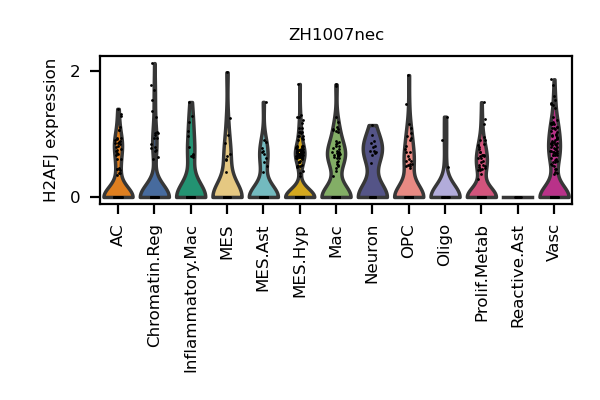 ZH1007nec
H2AFJ expression
2
0
AC
Chromatin.Reg
Inflammatory.Mac
MES
MES.Ast
MES.Hyp
Mac
Neuron
OPC
Oligo
Prolif.Metab
Reactive.Ast
Vasc